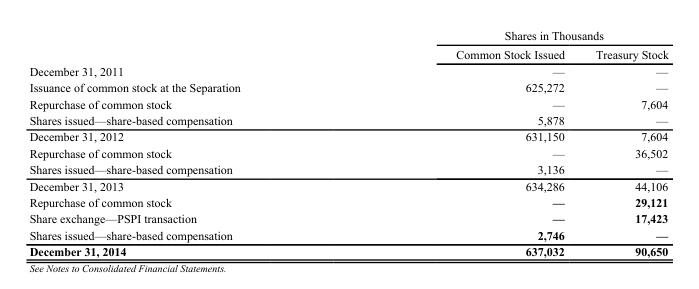 Shares in Thousands
Common Stock Issued Treasury Stock
December 31, 2011 — —
Issuance of common stock at the Separation 625,272 —
Repurchase of common stock — 7,604
Shares issued—share-based compensation 5,878 —
December 31, 2012 631,150 7,604
Repurchase of common stock — 36,502
Shares issued—share-based compensation 3,136 —
December 31, 2013 634,286 44,106
Repurchase of common stock — 29,121
Share exchange—PSPI transaction — 17,423
Shares issued—share-based compensation 2,746 —
December 31, 2014 637,032 90,650
See Notes to Consolidated Financial Statements.